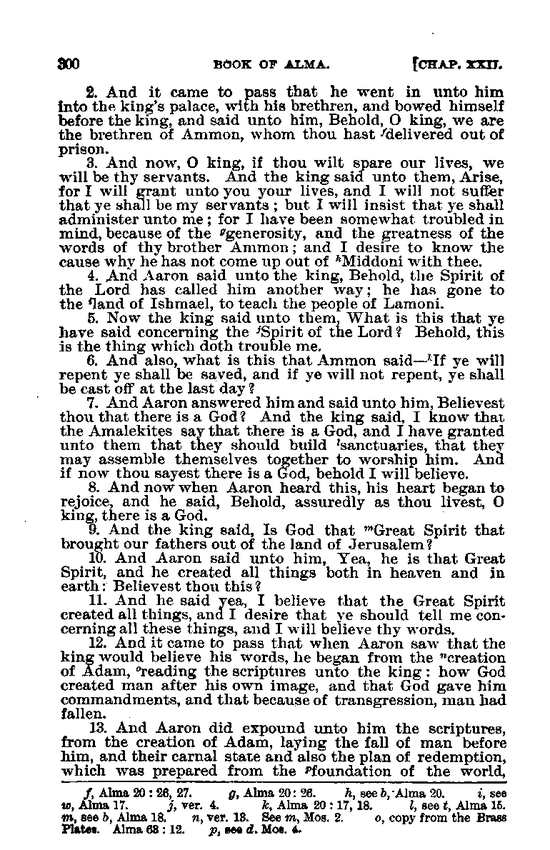 300 BOOK OF ALMA. [CHAP. XXII.
2. And it came to pass that he went in unto him
into the king's palace, with his brethren, and bowed himself
before the king, and said unto him, Behold, O king, we are
the brethren of Ammon, whom thou hast ᶠdelivered out of
prison.
3. And now, O king, if thou wilt spare our lives, we
will be thy servants. And the king said unto them, Arise,
for I will grant unto you your lives, and I will not suffer
that ye shall be my servants; but I will insist that ye shall
administer unto me; for I have been somewhat troubled in
mind, because of the ᵍgenerosity, and the greatness of the
words of thy brother Ammon; and I desire to know the
cause why he has not come up out of ʰMiddoni with thee.
4. And Aaron said unto the king, Behold, the Spirit of
the Lord has called him another way; he has gone to
the ⁱland of Ishmael, to teach the people of Lamoni.
5. Now the king said unto them, What is this that ye
have said concerning the ʲSpirit of the Lord? Behold, this
is the thing which doth trouble me.
6. And also, what is this that Ammon said—ᵏIf ye will
repent ye shall be saved, and if ye will not repent, ye shall
be cast off at the last day?
7. And Aaron answered him and said unto him, Believest
thou that there is a God? And the king said, I know that
the Amalekites say that there is a God, and I have granted
unto them that they should build ˡsanctuaries, that they
may assemble themselves together to worship him. And
if now thou sayest there is a God, behold I will believe.
8. And now when Aaron heard this, his heart began to
rejoice, and he said, Behold, assuredly as thou livest, O
king, there is a God.
9. And the king said, Is God that ᵐGreat Spirit that
brought our fathers out of the land of Jerusalem?
10. And Aaron said unto him, Yea, he is that Great
Spirit, and he created all things both in heaven and in
earth: Believest thou this?
11. And he said yea, I believe that the Great Spirit
created all things, and I desire that ye should tell me con-
cerning all these things, and I will believe thy words.
12. And it came to pass that when Aaron saw that the
king would believe his words, he began from the ⁿcreation
of Adam, ᵒreading the scriptures unto the king: how God
created man after his own image, and that God gave him
commandments, and that because of transgression, man had
fallen.
13. And Aaron did expound unto him the scriptures,
from the creation of Adam, laying the fall of man before
him, and their carnal state and also the plan of redemption,
which was prepared from the ᵖfoundation of the world,
f, Alma 20: 26, 27. g, Alma 20: 26. h, see b, Alma 20. i, see
w, Alma 17. j, ver. 4. k, Alma 20: 17, 18. l, see t, Alma 15.
m, see b, Alma 18. n, ver. 13. See m, Mos. 2. o, copy from the Brass
Plates. Alma 63: 12. p, see d. Mos. 4.